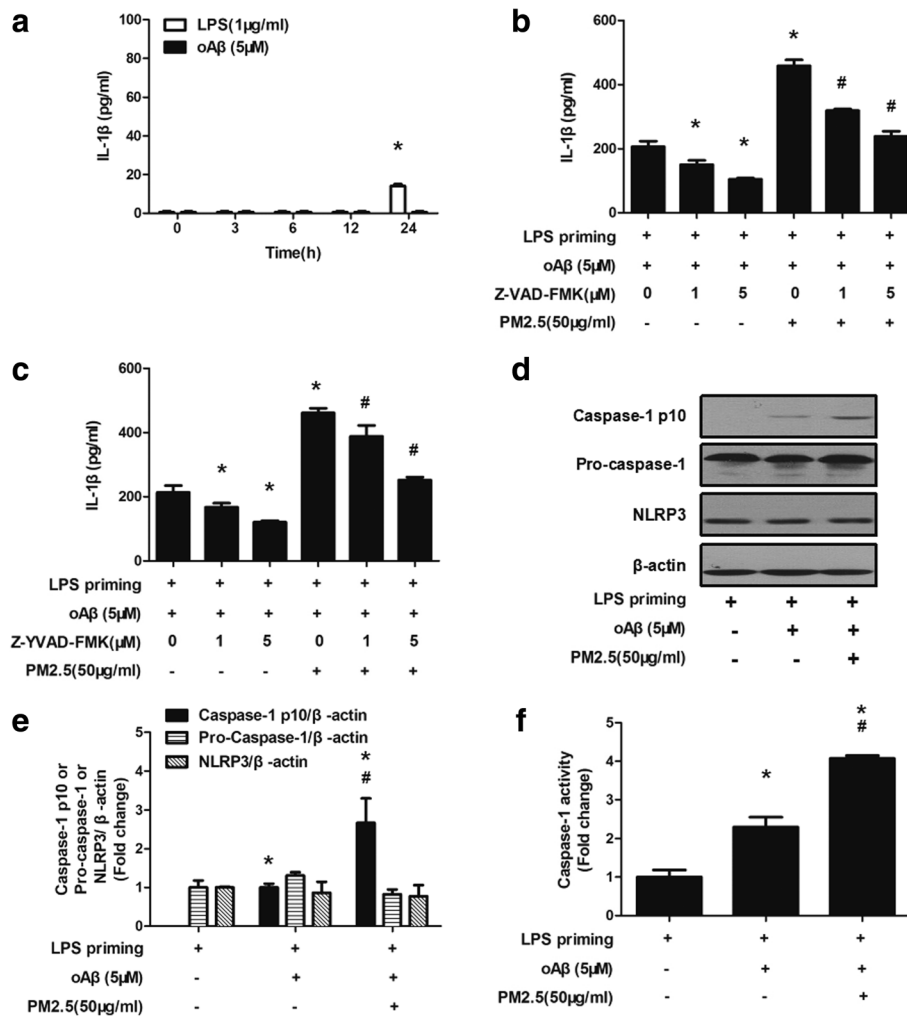 a
LPS(1μg/ml)
oAβ (5μM)
IL-1β (pg/ml)
100
80
60
40
20
0
*
0 3 6 12 24
Time(h)
b
IL-1β (pg/ml)
600
400
200
0
* * * # #
LPS priming + + + + + +
oAβ (5μM) + + + + + +
Z-VAD-FMK(μM) 0 1 5 0 1 5
PM2.5(50μg/ml) - - - + + +
c
IL-1β (pg/ml)
600
400
200
0
* * * # #
LPS priming + + + + + +
oAβ (5μM) + + + + + +
Z-YVAD-FMK(μM) 0 1 5 0 1 5
PM2.5(50μg/ml) - - - + + +
d
Caspase-1 p10
Pro-caspase-1
NLRP3
β-actin
LPS priming + + +
oAβ (5μM) - + +
PM2.5(50μg/ml) - - +
e
Caspase-1 p10 or
Pro-caspase-1 or
NLRP3/ β -actin
(Fold change)
Caspase-1 p10/β -actin
Pro-Caspase-1/β -actin
NLRP3/β -actin
5
4
3
2
1
0
*
*
#
LPS priming + + +
oAβ (5μM) - + +
PM2.5(50μg/ml) - - +
f
Caspase-1 activity
(Fold change)
5
4
3
2
1
0
*
*
#
LPS priming + + +
oAβ (5μM) - + +
PM2.5(50μg/ml) - - +